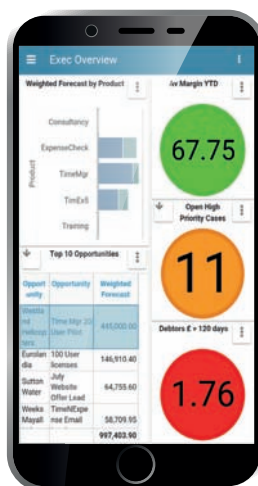 Exec Overview
Weighted Forecast by Product
Product
Consultancy
ExpenseCheck
TimeMgr
TimExS
Training
Top 10 Opportunities
Opport
unity
Opportunity
Weighted
Forecast
Time Mgr 20
User Pilot
445,000.00
Eurolan
dia
100 User
licenses
146,910.40
Sutton
Water
July
Website
Offer Lead
64,755.60
Weeks
Mayall
TimeNExpe
nse Email
58,709.95
997,403.90
Av Margin YTD
67.75
Open High
Priority Cases
11
Debtors £ > 120 days
1.76